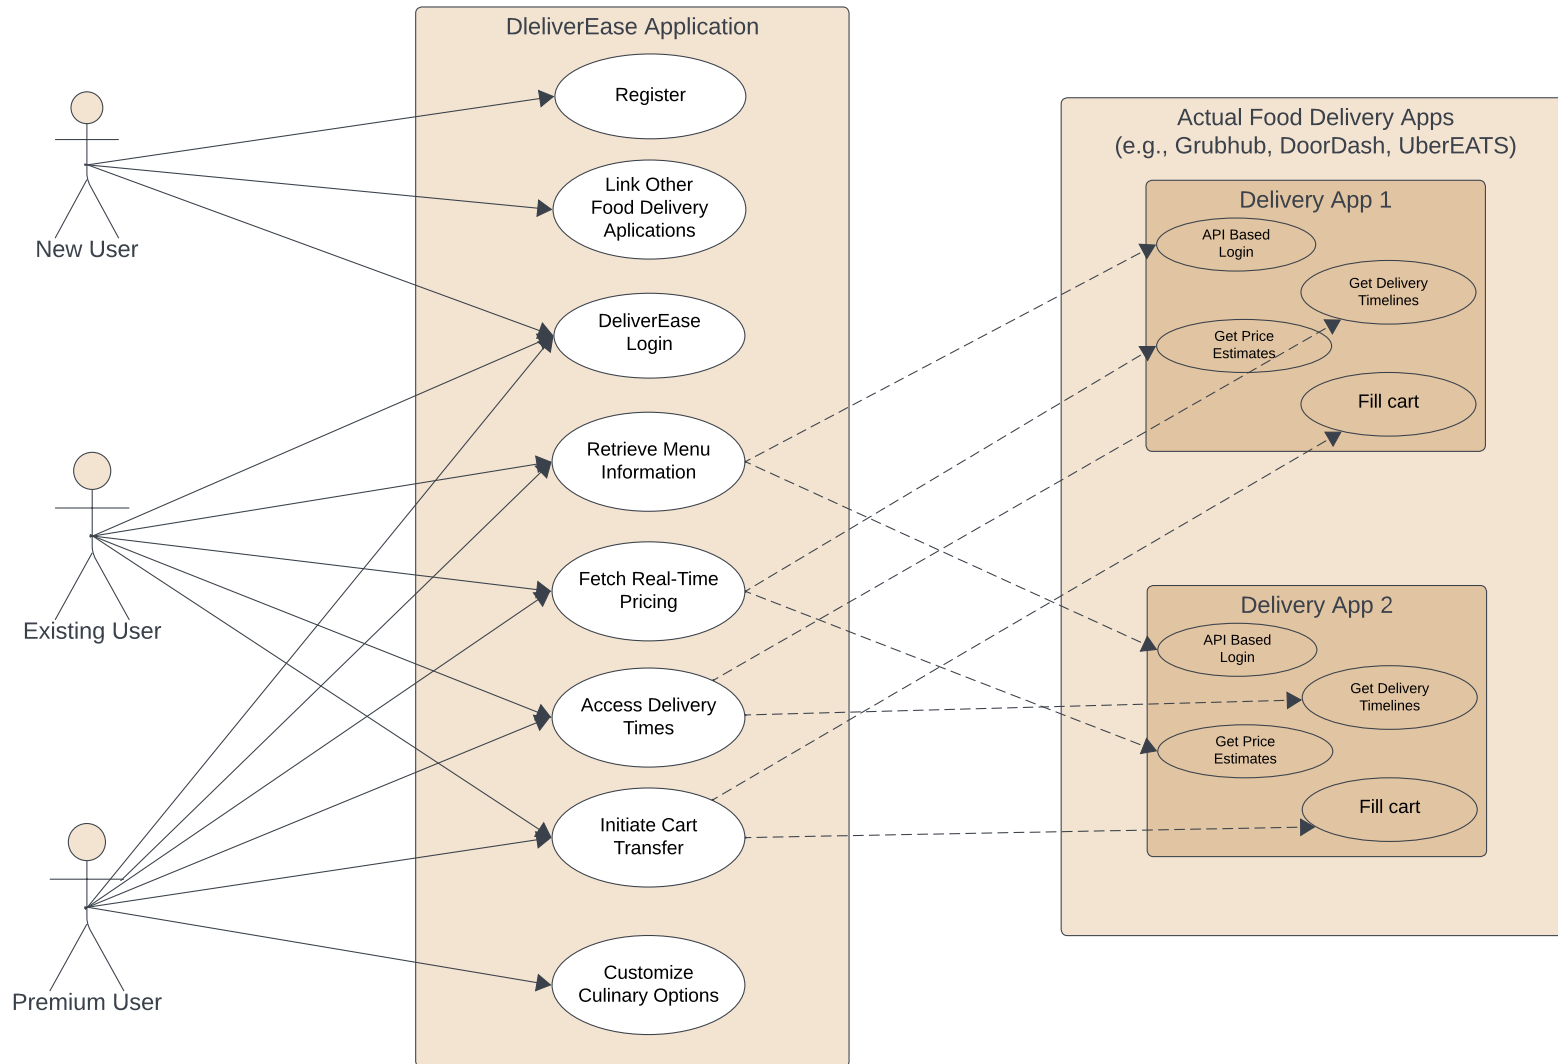 DleliverEase Application
Register
Link Other
Food Delivery
Aplications
DeliverEase
Login
Retrieve Menu
Information
Fetch Real-Time
Pricing
Access Delivery
Times
Initiate Cart
Transfer
Customize
Culinary Options
New User
Existing User
Premium User
Actual Food Delivery Apps
(e.g., Grubhub, DoorDash, UberEATS)
Delivery App 1
API Based
Login
Get Delivery
Timelines
Get Price
Estimates
Fill cart
Delivery App 2
API Based
Login
Get Delivery
Timelines
Get Price
Estimates
Fill cart